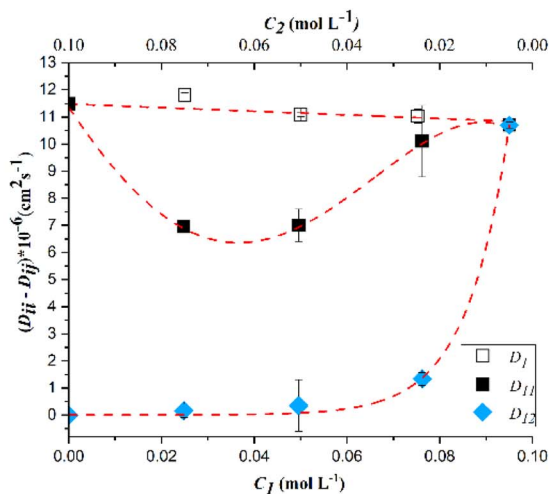 C2 (mol L-1)
0.10 0.08 0.06 0.04 0.02 0.00
13
12
11
10
9
8
7
6
5
4
3
2
1
0
(Dii - Dij)*10-6(cm2s-1)
D1
D11
D12
0.00 0.02 0.04 0.06 0.08 0.10
C1 (mol L-1)